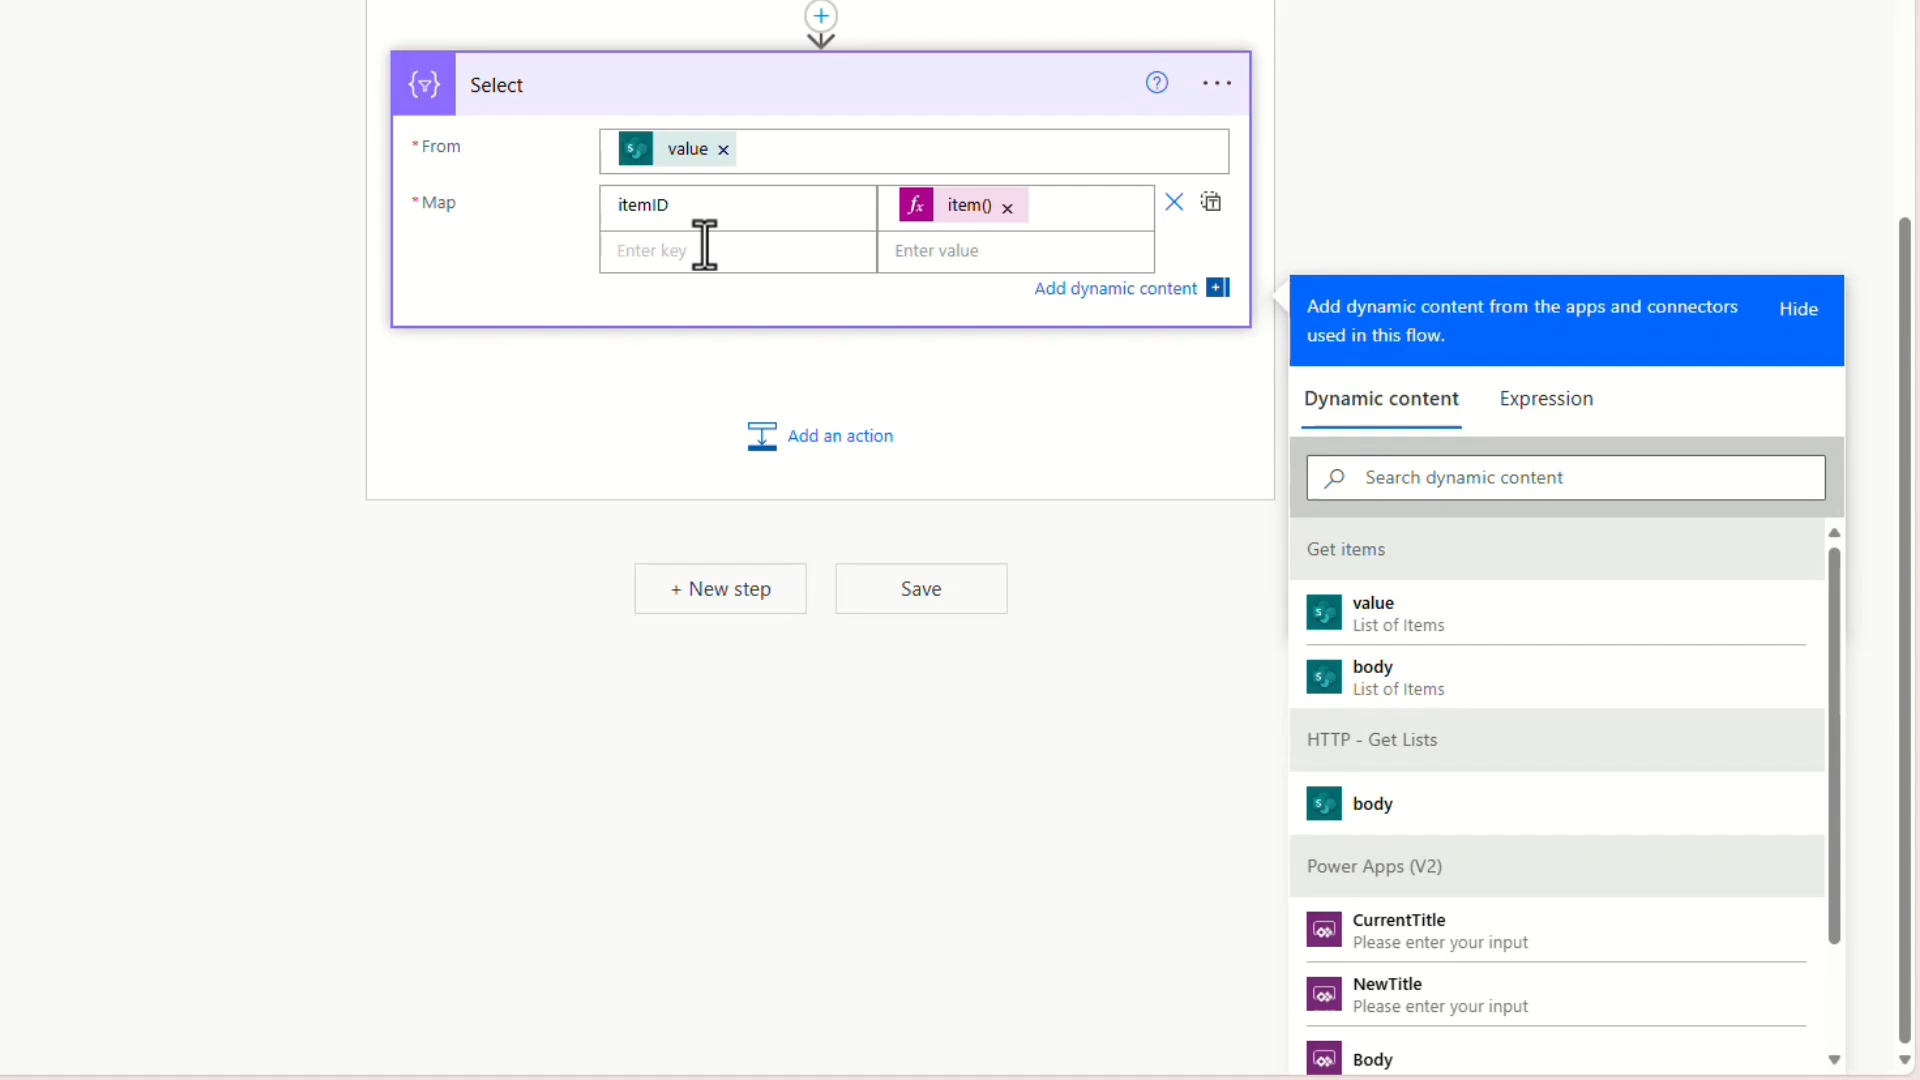 Select
* From
value ×
* Map
itemID
fx item() ×
Enter key
Enter value
Add dynamic content
Add an action
+ New step
Save
Add dynamic content from the apps and connectors
used in this flow.
Hide
Dynamic content
Expression
Search dynamic content
Get items
value
List of Items
body
List of Items
HTTP - Get Lists
body
Power Apps (V2)
CurrentTitle
Please enter your input
NewTitle
Please enter your input
Body